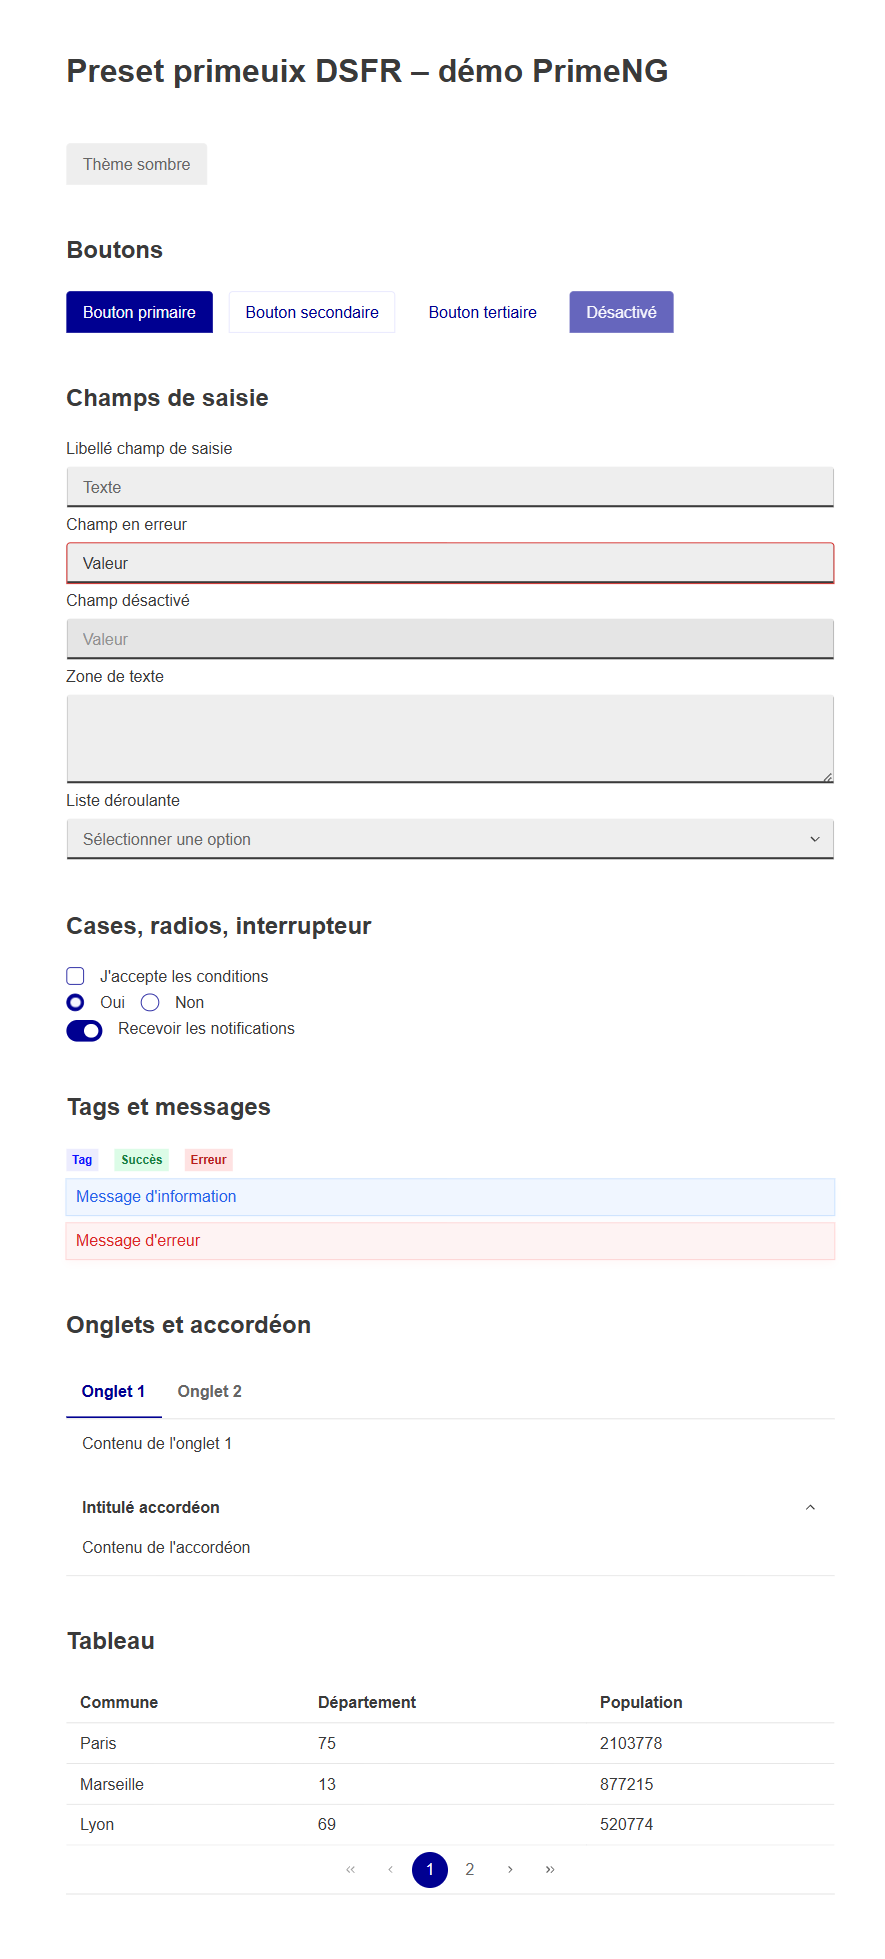 Preset primeuix DSFR – démo PrimeNG
Thème sombre
Boutons
Bouton primaire Bouton secondaire Bouton tertiaire Désactivé
Champs de saisie
Libellé champ de saisie
Texte
Champ en erreur
Valeur
Champ désactivé
Valeur
Zone de texte
Liste déroulante
Sélectionner une option
Cases, radios, interrupteur
J'accepte les conditions
Oui Non
Recevoir les notifications
Tags et messages
Tag Succès Erreur
Message d'information
Message d'erreur
Onglets et accordéon
Onglet 1 Onglet 2
Contenu de l'onglet 1
Intitulé accordéon
Contenu de l'accordéon
Tableau
Commune Département Population
Paris 75 2103778
Marseille 13 877215
Lyon 69 520774
« ‹ 1 2 › »